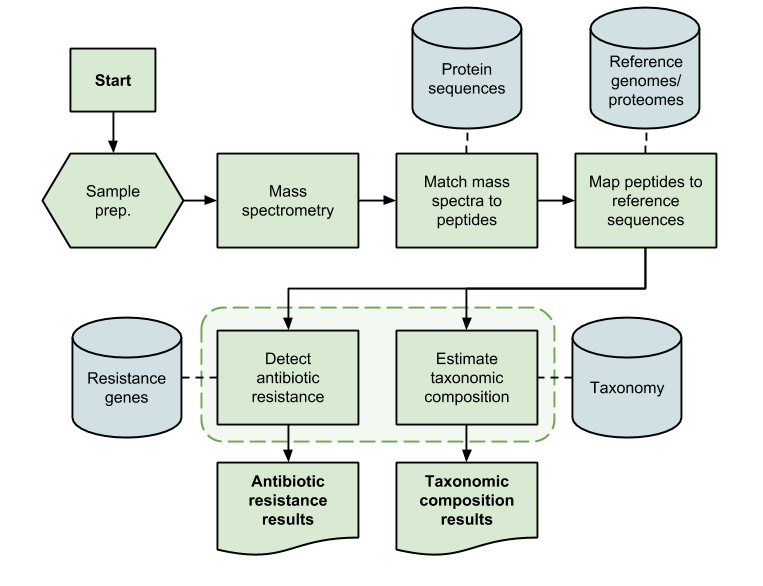 Protein
sequences
Reference
genomes/
proteomes
Start
Sample
prep.
Mass
spectrometry
Match mass
spectra to
peptides
Map peptides to
reference
sequences
Resistance
genes
Detect
antibiotic
resistance
Estimate
taxonomic
composition
Taxonomy
Antibiotic
resistance
results
Taxonomic
composition
results